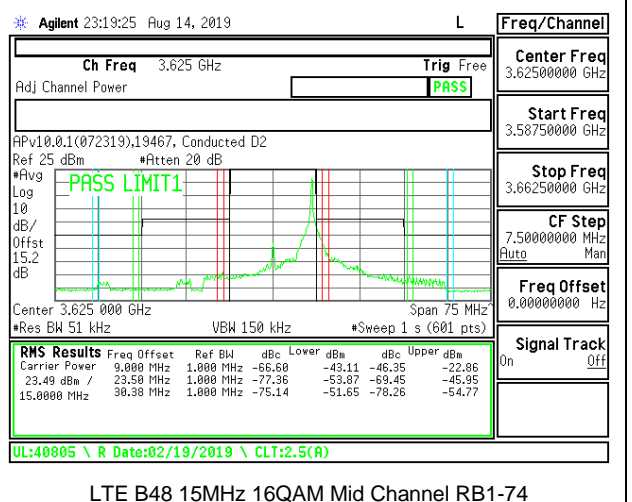 Agilent 23:19:25 Aug 14, 2019 L Freq/Channel
Ch Freq 3.625 GHz Trig Free
Adj Channel Power PASS
Center Freq
3.62500000 GHz
Start Freq
3.58750000 GHz
Stop Freq
3.66250000 GHz
CF Step
7.50000000 MHz
Auto Man
Freq Offset
0.00000000 Hz
Signal Track
On Off
APv10.0.1(072319),19467, Conducted D2
Ref 25 dBm #Atten 20 dB
#Avg
Log
10
dB/
Offst
15.2
dB
PASS LIMIT1
Center 3.625 000 GHz Span 75 MHz^
#Res BW 51 kHz VBW 150 kHz #Sweep 1 s (601 pts)
RMS Results Freq Offset Ref BW dBc Lower dBm dBc Upper dBm
Carrier Power 9.000 MHz 1.000 MHz -66.60 -43.11 -46.35 -22.86
23.49 dBm / 23.50 MHz 1.000 MHz -77.36 -53.87 -69.45 -45.95
15.0000 MHz 30.38 MHz 1.000 MHz -75.14 -51.65 -78.26 -54.77
UL:40805 \ R Date:02/19/2019 \ CLT:2.5(A)
LTE B48 15MHz 16QAM Mid Channel RB1-74